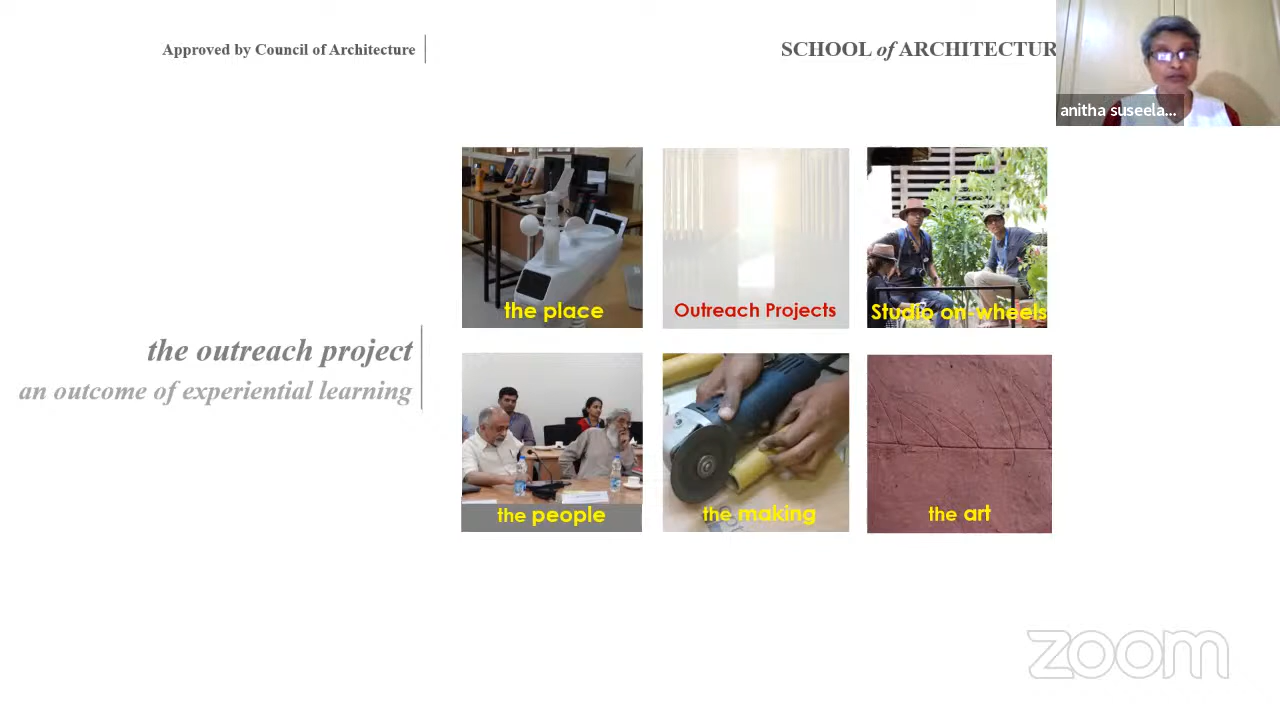 Approved by Council of Architecture
SCHOOL of ARCHITECTUR
anitha suseela...
the place
Outreach Projects
Studio on-wheels
the outreach project
an outcome of experiential learning
the people
the making
the art
zoom